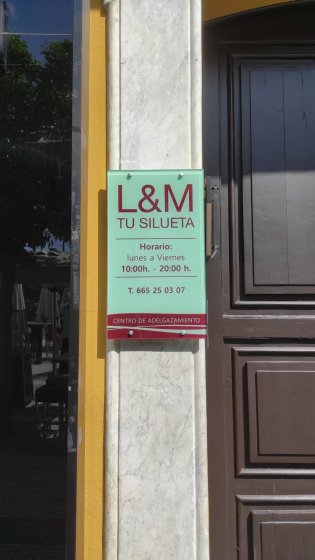 L&M
TU SILUETA
Horario:
lunes a Viernes
10:00h. - 20:00 h.
T. 665 25 03 07
CENTRO DE ADELGAZAMIENTO